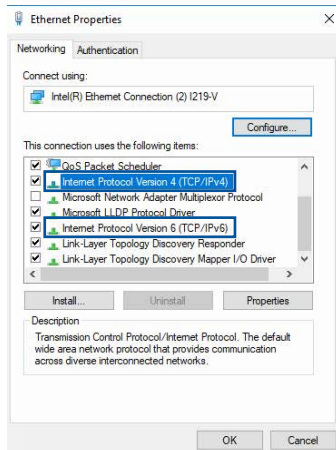 Ethernet Properties
Networking Authentication
Connect using:
Intel(R) Ethernet Connection (2) I219-V
Configure...
This connection uses the following items:
QoS Packet Scheduler
Internet Protocol Version 4 (TCP/IPv4)
Microsoft Network Adapter Multiplexor Protocol
Microsoft LLDP Protocol Driver
Internet Protocol Version 6 (TCP/IPv6)
Link-Layer Topology Discovery Responder
Link-Layer Topology Discovery Mapper I/O Driver
Install... Uninstall Properties
Description
Transmission Control Protocol/Internet Protocol. The default
wide area network protocol that provides communication
across diverse interconnected networks.
OK Cancel